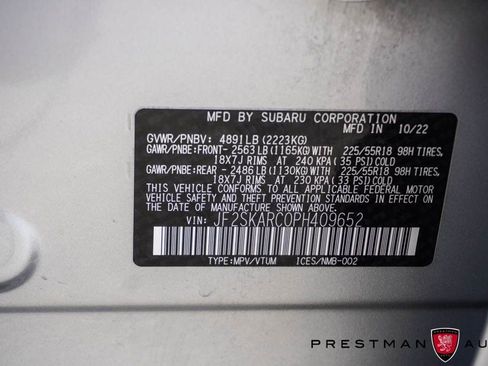 MFD BY SUBARU CORPORATION
MFD IN 10/22
GVWR/PNBV: 4891LB(2223KG)
GAWR/PNBE:FRONT- 2563LB(1165KG)WITH 225/55R18 98H TIRES,
18X7J RIMS AT 240 KPA(35 PSI)COLD
GAWR/PNBE:REAR - 2486LB(1130KG)WITH 225/55R18 98H TIRES,
18X7J RIMS AT 230 KPA(33 PSI)COLD
THIS VEHICLE CONFORMS TO ALL APPLICABLE FEDERAL MOTOR
VEHICLE SAFETY AND THEFT PREVENTION STANDARDS IN EFFECT ON
THE DATE OF MANUFACTURE SHOWN ABOVE.
VIN: JF2SKARC0PH409652
TYPE:MPV/VTUM ICES/NMB-002
PRESTMAN AU